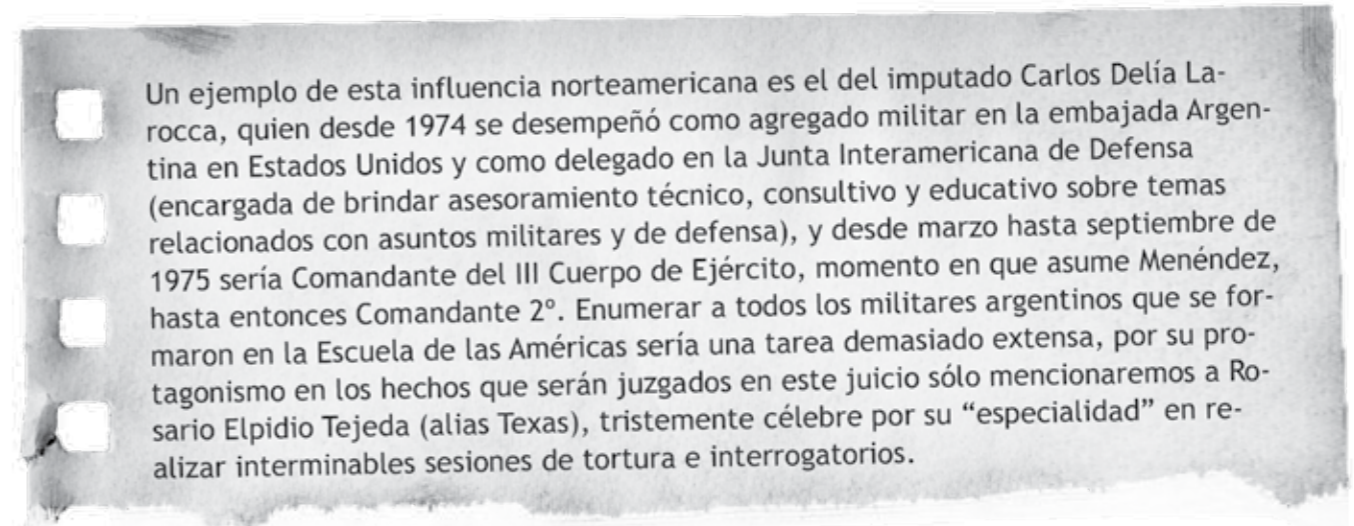 Un ejemplo de esta influencia norteamericana es el del imputado Carlos Delía La-
rocca, quien desde 1974 se desempeñó como agregado militar en la embajada Argen-
tina en Estados Unidos y como delegado en la Junta Interamericana de Defensa
(encargada de brindar asesoramiento técnico, consultivo y educativo sobre temas
relacionados con asuntos militares y de defensa), y desde marzo hasta septiembre de
1975 sería Comandante del III Cuerpo de Ejército, momento en que asume Menéndez,
hasta entonces Comandante 2º. Enumerar a todos los militares argentinos que se for-
maron en la Escuela de las Américas sería una tarea demasiado extensa, por su pro-
tagonismo en los hechos que serán juzgados en este juicio sólo mencionaremos a Ro-
sario Elpidio Tejeda (alias Texas), tristemente célebre por su “especialidad” en re-
alizar interminables sesiones de tortura e interrogatorios.